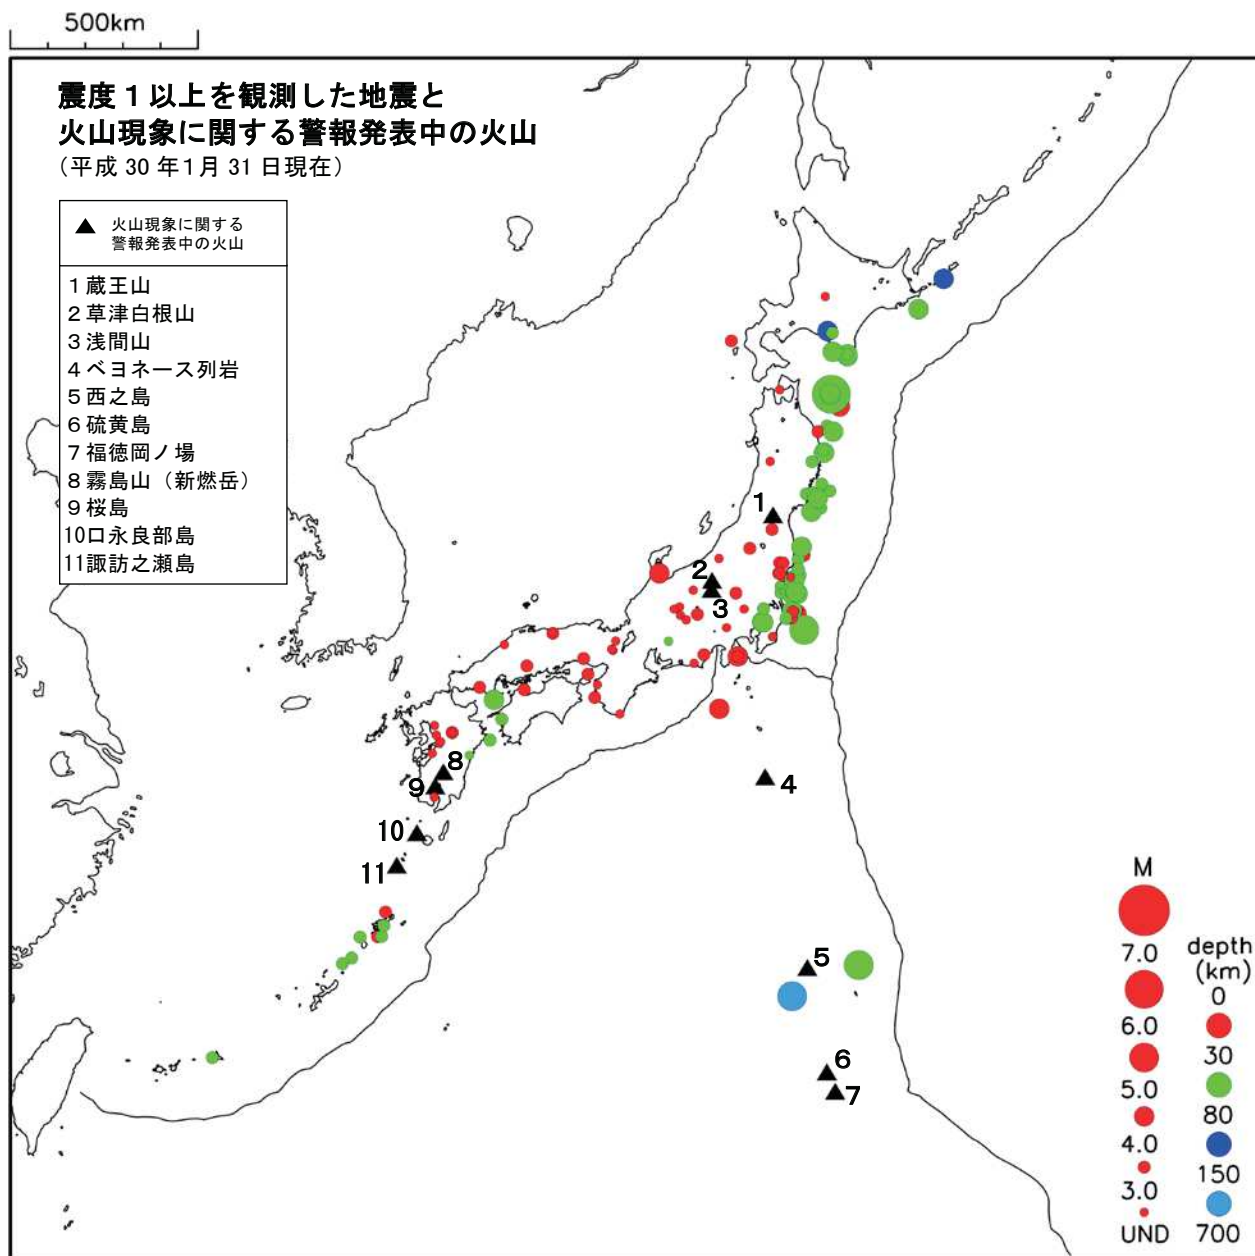 500km
震度1以上を観測した地震と
火山現象に関する警報発表中の火山
（平成 30 年1月 31 日現在）
▲ 火山現象に関する
警報発表中の火山
1 蔵王山
2 草津白根山
3 浅間山
4 ベヨネース列岩
5 西之島
6 硫黄島
7 福徳岡ノ場
8 霧島山（新燃岳）
9 桜島
10口永良部島
11諏訪之瀬島
1
2
3
4
5
6
7
8
9
10
11
M
7.0
6.0
5.0
4.0
3.0
UND
depth
(km)
0
30
80
150
700